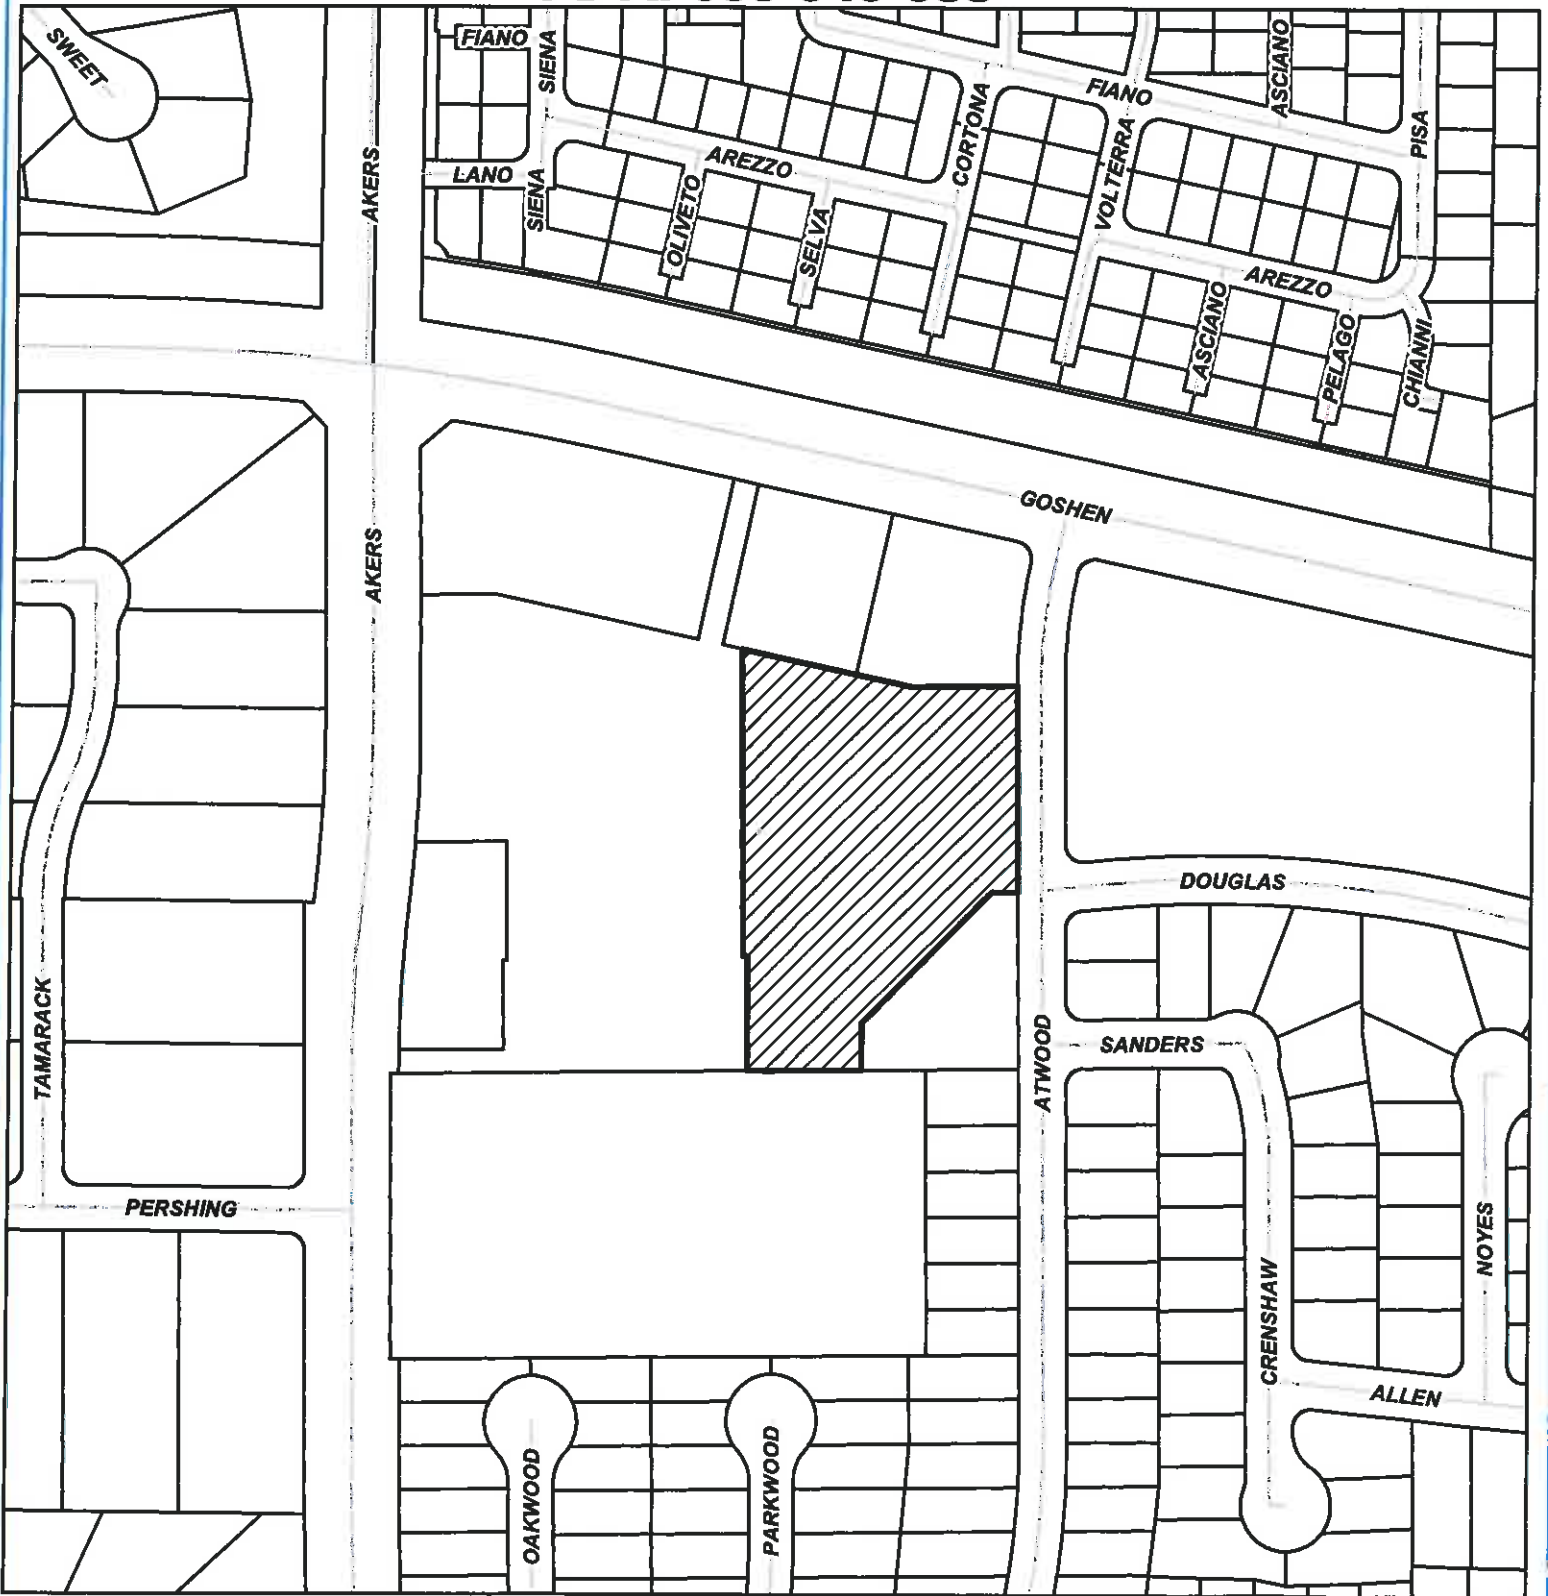 SWEET
FIANO
SIENA
AKERS
LANO
SIENA
AREZZO
OLIVETO
SELVA
CORTONA
FIANO
VOLTERRA
ASCIANO
PISA
AREZZO
ASCIANO
PELAGO
CHIANNI
AKERS
GOSHEN
DOUGLAS
TAMARACK
ATWOOD
SANDERS
PERSHING
CRENSHAW
NOYES
ALLEN
OAKWOOD
PARKWOOD